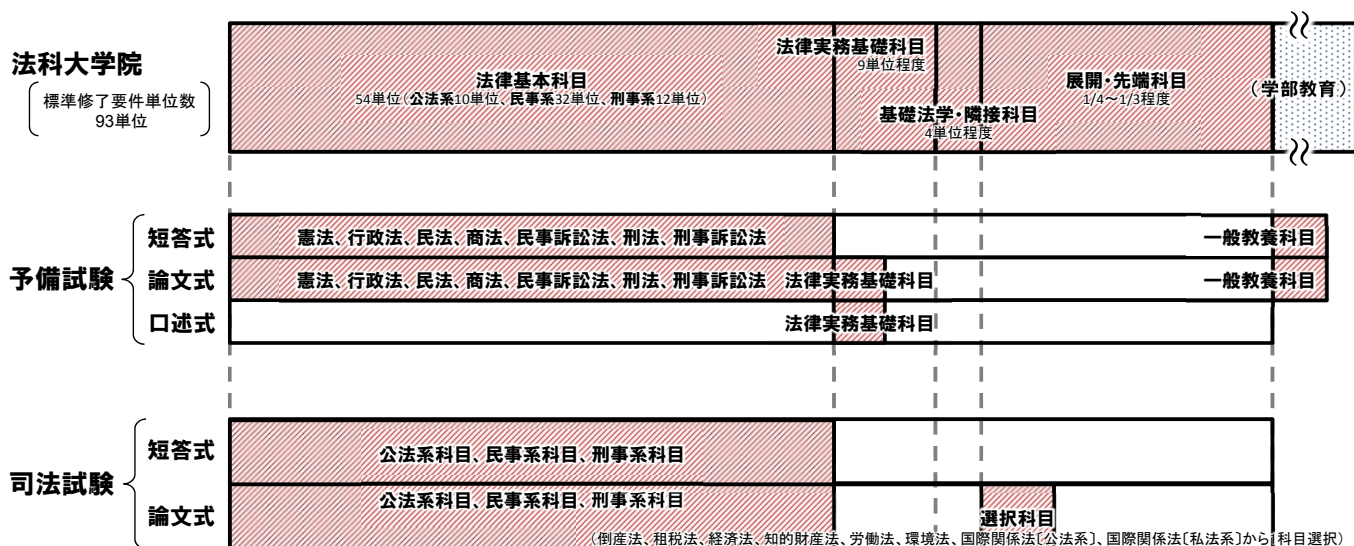 法科大学院
標準修了要件単位数
93単位
法律基本科目
54単位(公法系10単位、民事系32単位、刑事系12単位)
法律実務基礎科目
9単位程度
基礎法学・隣接科目
4単位程度
展開・先端科目
1/4～1/3程度
(学部教育)
予備試験
短答式
憲法、行政法、民法、商法、民事訴訟法、刑法、刑事訴訟法
一般教養科目
論文式
憲法、行政法、民法、商法、民事訴訟法、刑法、刑事訴訟法
法律実務基礎科目
一般教養科目
口述式
法律実務基礎科目
司法試験
短答式
公法系科目、民事系科目、刑事系科目
論文式
公法系科目、民事系科目、刑事系科目
選択科目
(倒産法、租税法、経済法、知的財産法、労働法、環境法、国際関係法〔公法系〕、国際関係法〔私法系〕から1科目選択)